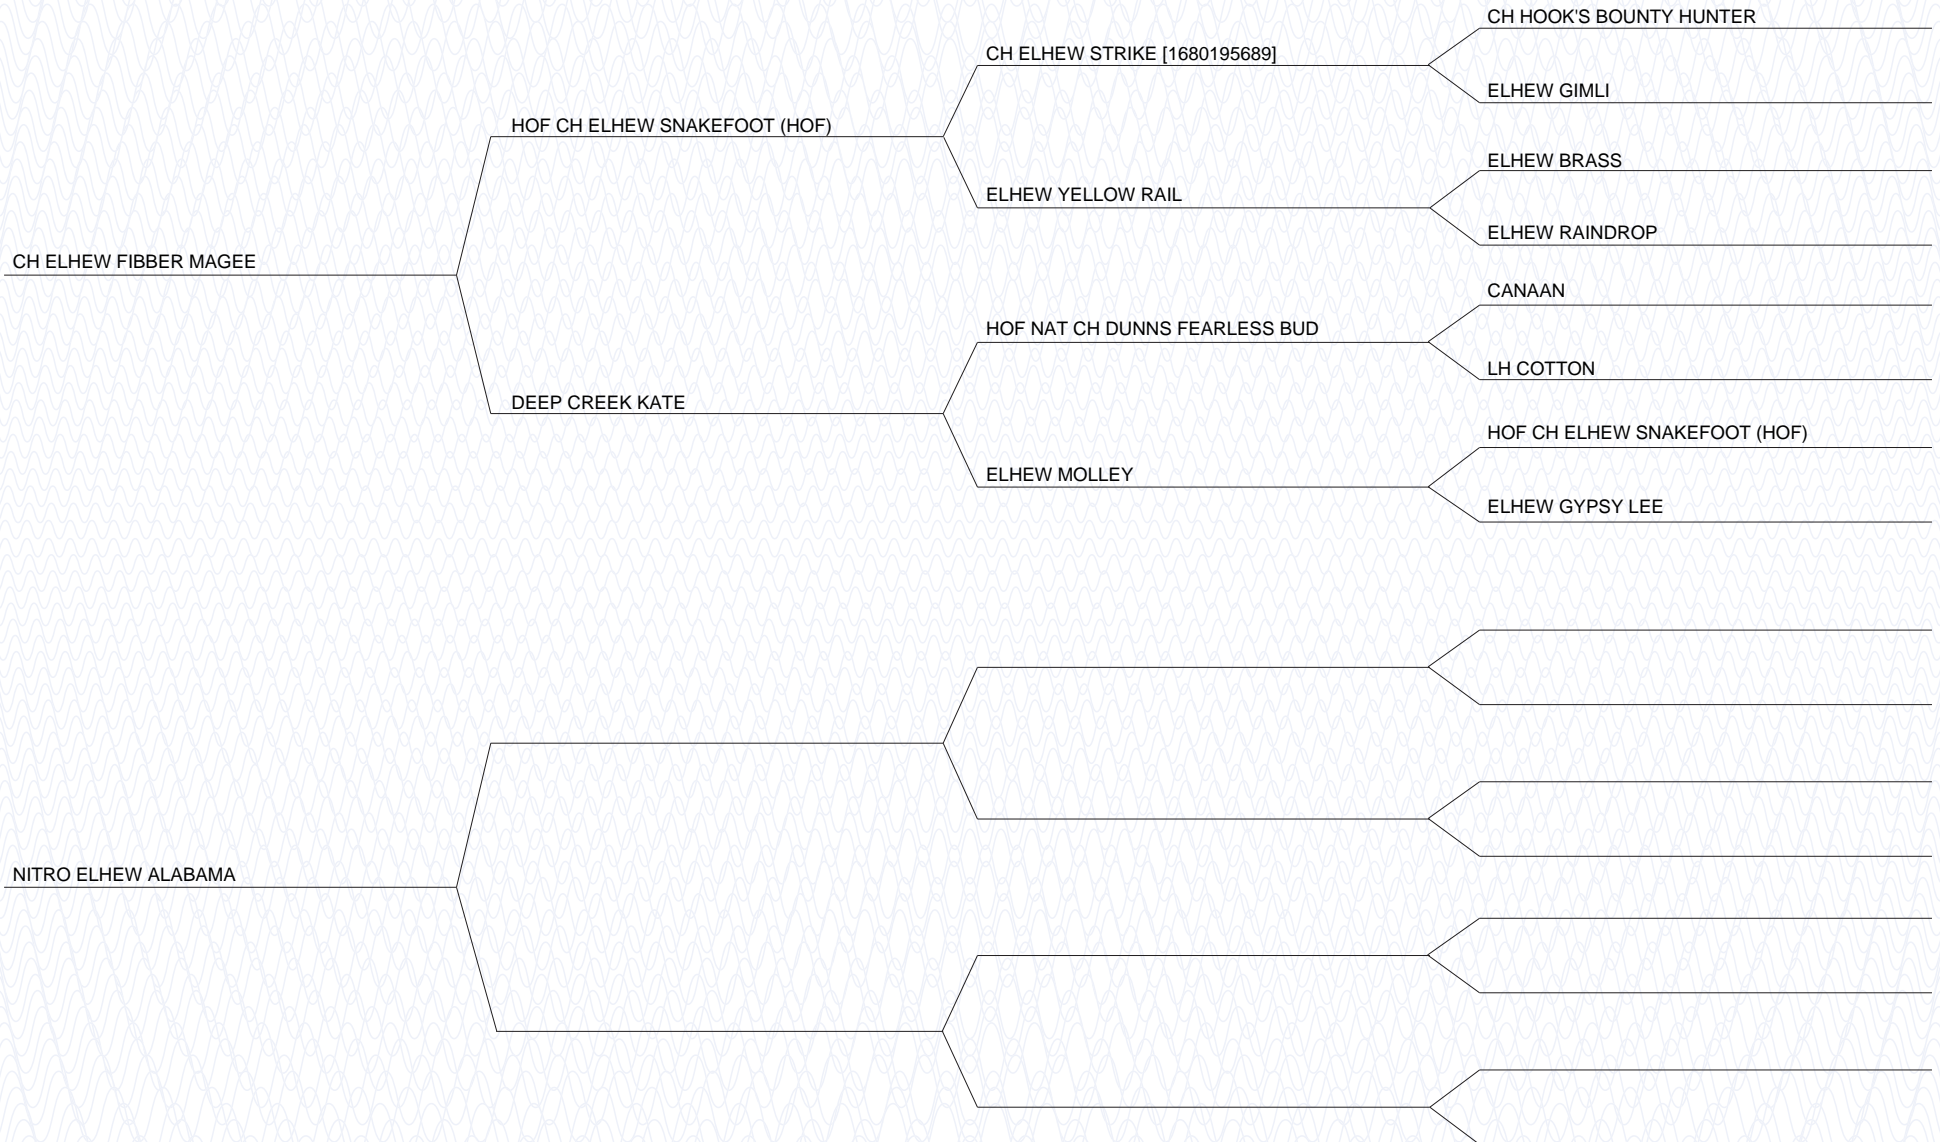 CH HOOK'S BOUNTY HUNTER
CH ELHEW STRIKE [1680195689]
ELHEW GIMLI
HOF CH ELHEW SNAKEFOOT (HOF)
ELHEW BRASS
ELHEW YELLOW RAIL
ELHEW RAINDROP
CH ELHEW FIBBER MAGEE
CANAAN
HOF NAT CH DUNNS FEARLESS BUD
LH COTTON
DEEP CREEK KATE
HOF CH ELHEW SNAKEFOOT (HOF)
ELHEW MOLLEY
ELHEW GYPSY LEE
NITRO ELHEW ALABAMA